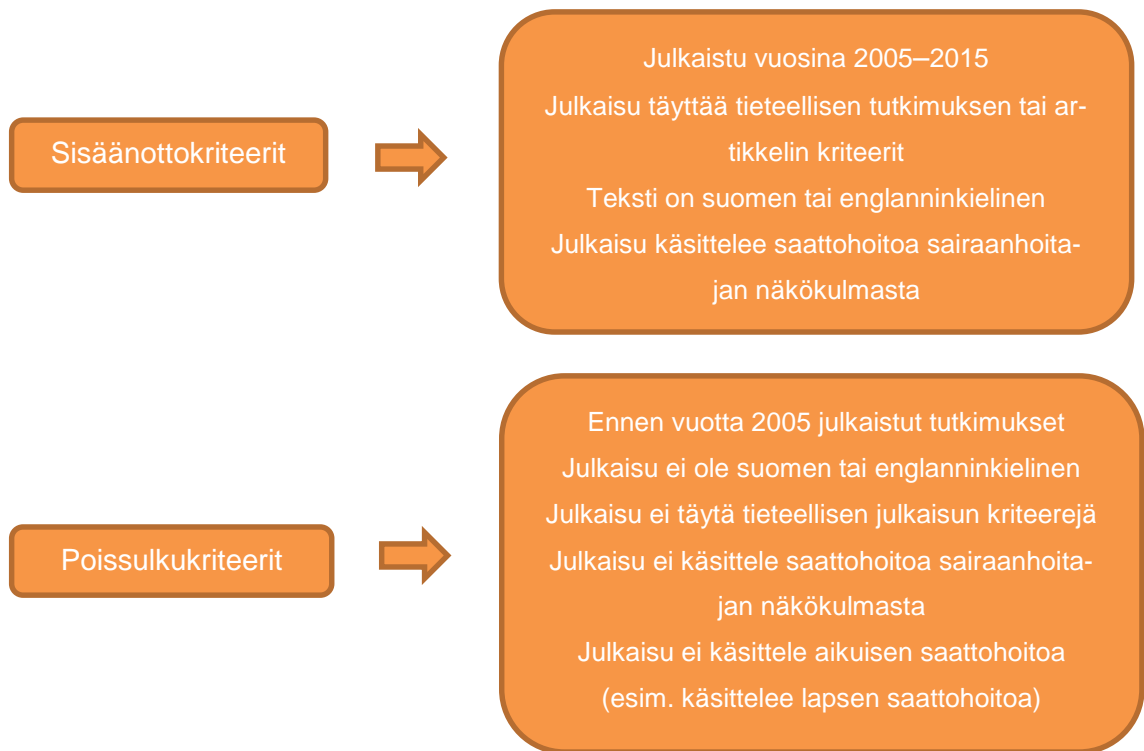 Sisäänottokriteerit
Julkaistu vuosina 2005–2015
Julkaisu täyttää tieteellisen tutkimuksen tai ar-
tikkelin kriteerit
Teksti on suomen tai englanninkielinen
Julkaisu käsittelee saattohoitoa sairaanhoita-
jan näkökulmasta
Poissulkukriteerit
Ennen vuotta 2005 julkaistut tutkimukset
Julkaisu ei ole suomen tai englanninkielinen
Julkaisu ei täytä tieteellisen julkaisun kriteerejä
Julkaisu ei käsittele saattohoitoa sairaanhoita-
jan näkökulmasta
Julkaisu ei käsittele aikuisen saattohoitoa
(esim. käsittelee lapsen saattohoitoa)